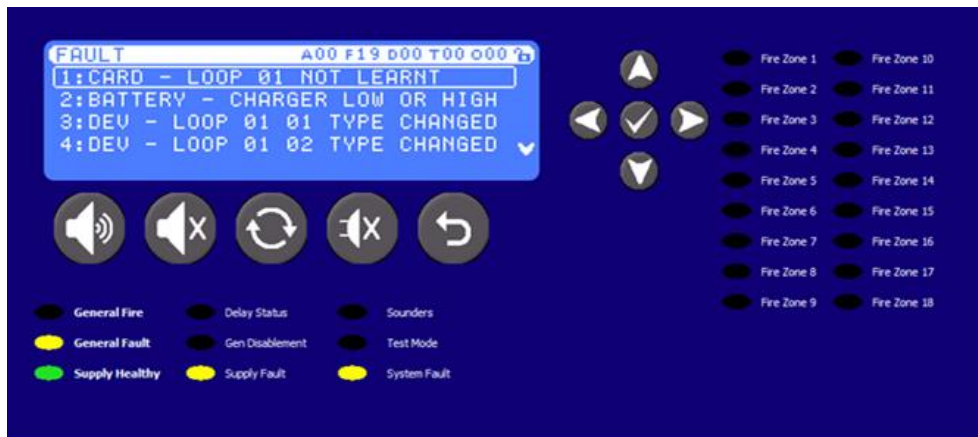 FAULT A00 F19 D00 T00 O00
1:CARD - LOOP 01 NOT LEARNT
2:BATTERY - CHARGER LOW OR HIGH
3:DEV - LOOP 01 01 TYPE CHANGED
4:DEV - LOOP 01 02 TYPE CHANGED
General Fire Delay Status Sounders
General Fault Gen Disablement Test Mode
Supply Healthy Supply Fault System Fault
Fire Zone 1 Fire Zone 10
Fire Zone 2 Fire Zone 11
Fire Zone 3 Fire Zone 12
Fire Zone 4 Fire Zone 13
Fire Zone 5 Fire Zone 14
Fire Zone 6 Fire Zone 15
Fire Zone 7 Fire Zone 16
Fire Zone 8 Fire Zone 17
Fire Zone 9 Fire Zone 18